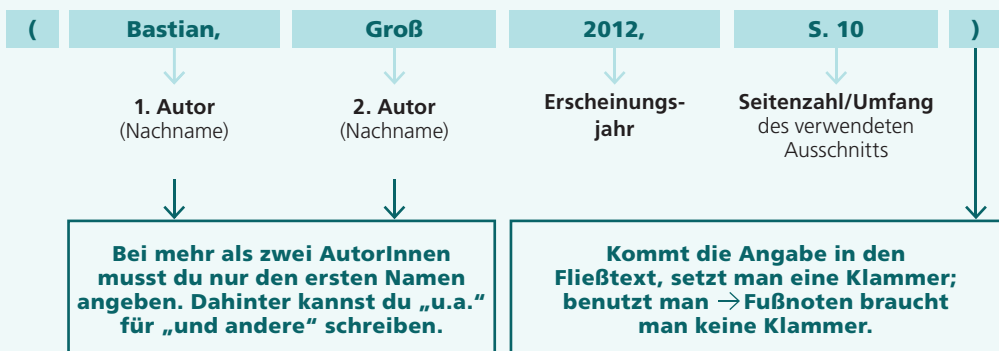 ( Bastian, Groß 2012, S. 10 )
1. Autor
(Nachname)
2. Autor
(Nachname)
Erscheinungs-
jahr
Seitenzahl/Umfang
des verwendeten
Ausschnitts
Bei mehr als zwei AutorInnen
musst du nur den ersten Namen
angeben. Dahinter kannst du „u.a.“
für „und andere“ schreiben.
Kommt die Angabe in den
Fließtext, setzt man eine Klammer;
benutzt man →Fußnoten braucht
man keine Klammer.